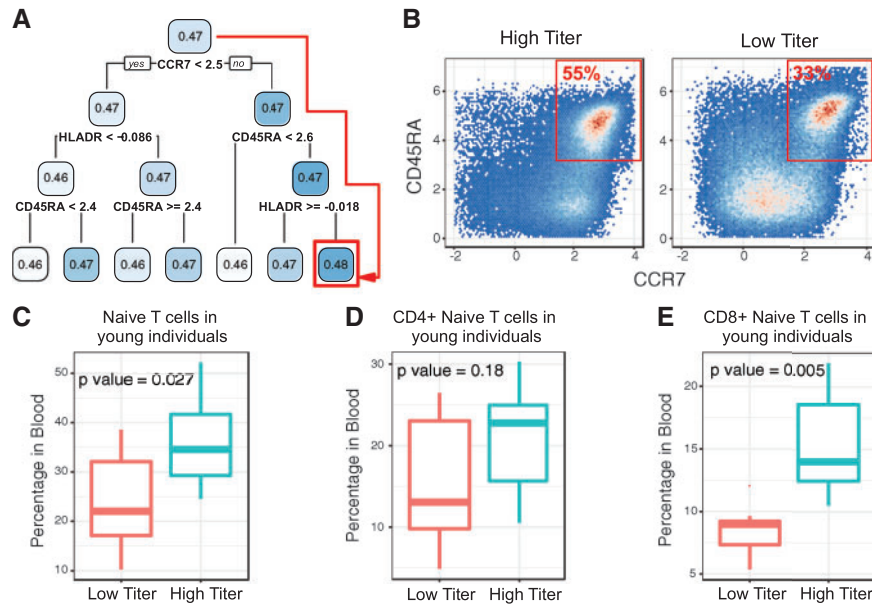 A
0.47
yes CCR7 < 2.5 no
0.47 0.47
HLADR < -0.086 CD45RA < 2.6
0.46 0.47 0.47
CD45RA < 2.4 CD45RA >= 2.4 HLADR >= -0.018
0.46 0.47 0.46 0.47 0.46 0.47 0.48
B
High Titer Low Titer
55% 33%
CD45RA
6 4 2 0
-2 0 2 4
6 4 2 0
-2 0 2 4
CCR7
C
Naive T cells in
young individuals
p value = 0.027
Percentage in Blood
50
40
30
20
10
Low Titer High Titer
D
CD4+ Naive T cells in
young individuals
p value = 0.18
Percentage in Blood
30
20
10
Low Titer High Titer
E
CD8+ Naive T cells in
young individuals
p value = 0.005
Percentage in Blood
20
15
10
5
Low Titer High Titer